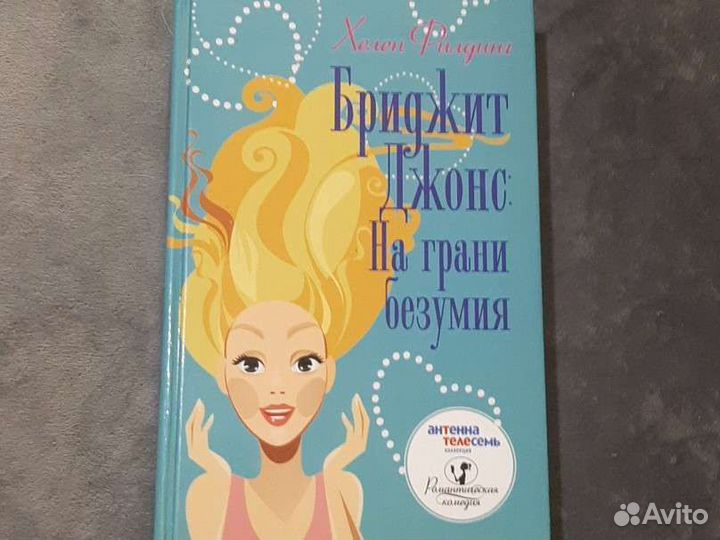 Хелен Филдинг
Бриджит
Джонс:
На грани
безумия
антенна
телесемь
коллекция
Романтическая
комедия
Avito